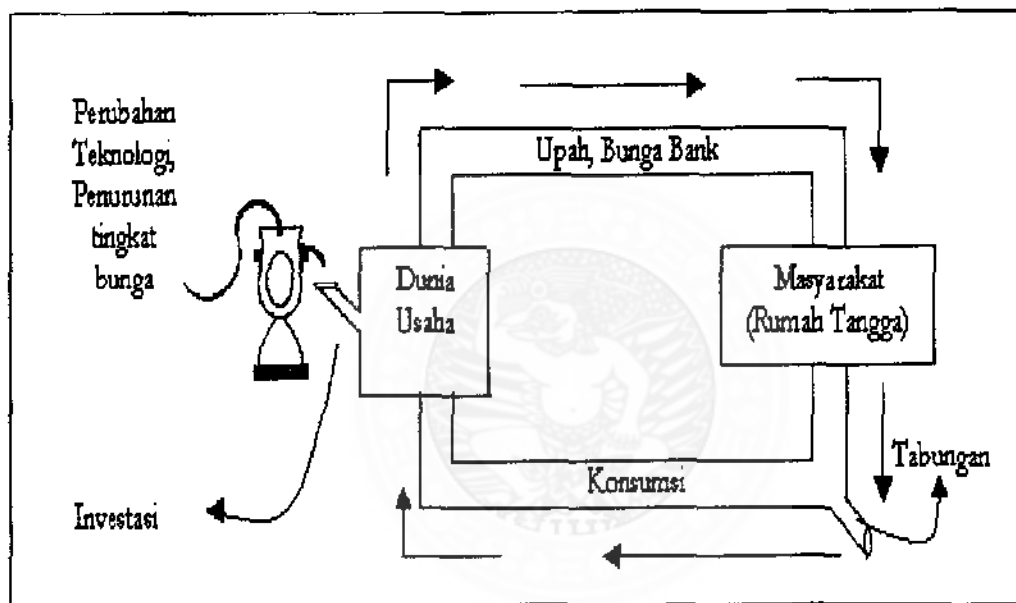 Perubahan
Teknologi,
Penurunan
tingkat
bunga
Upah, Bunga Bank
Dunia
Usaha
Masyarakat
(Rumah Tangga)
Tabungan
Konsumsi
Investasi